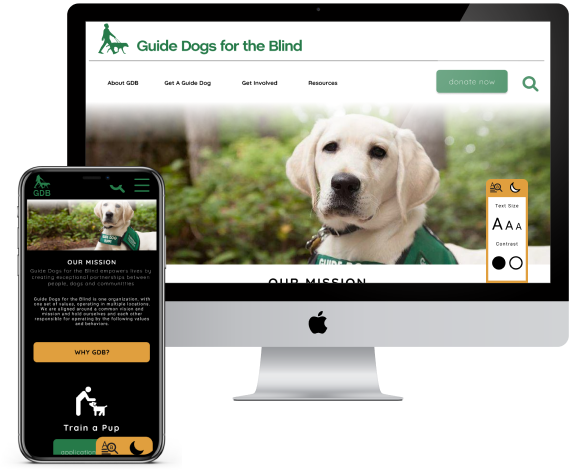 Guide Dogs for the Blind
About GDB
Get A Guide Dog
Get Involved
Resources
donate now
Text Size
A A A
Contrast
GUIDE DOG
OUR MISSION
GDB
OUR MISSION
Guide Dogs for the Blind empowers lives by
creating exceptional partnerships between
people, dogs and communities
Guide Dogs for the Blind is one organization, with
one set of values, operating in multiple locations.
We are aligned around a common vision and
mission and hold ourselves and each other
responsible for operating by the following values
and behaviors.
WHY GDB?
Train a Pup
application